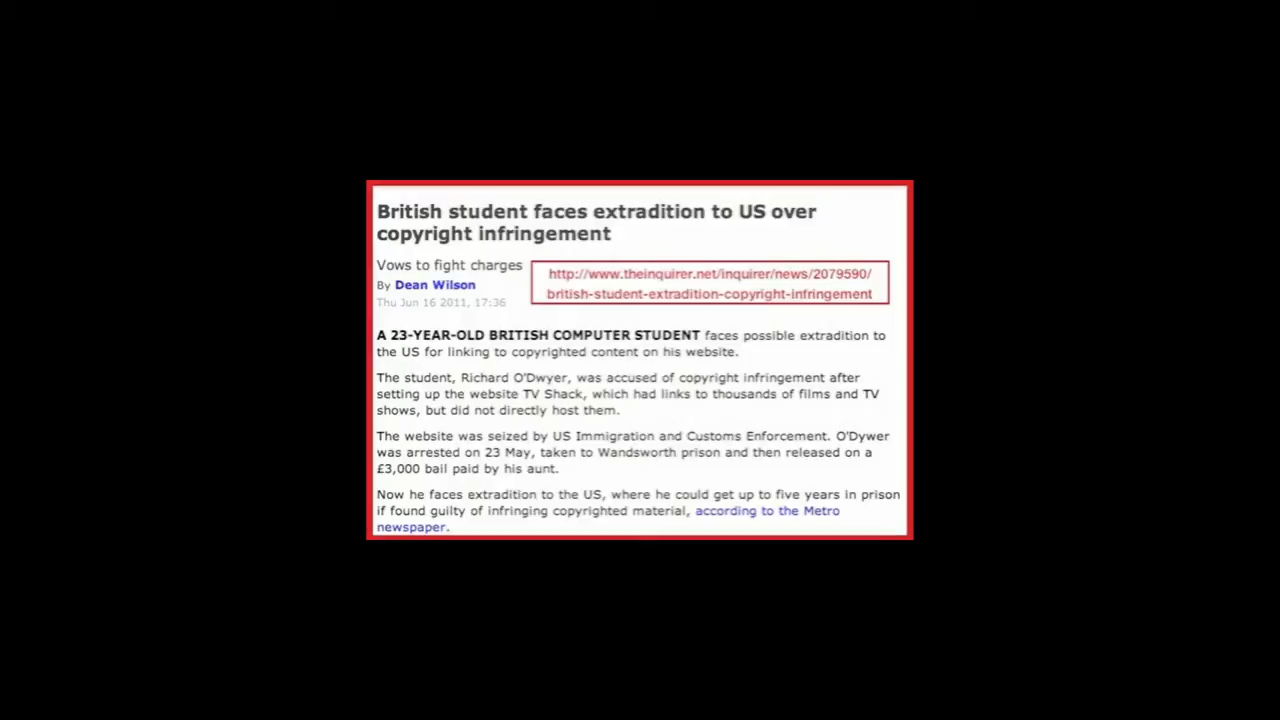 British student faces extradition to US over
copyright infringement
Vows to fight charges
By Dean Wilson
Thu Jun 16 2011, 17:36
http://www.theinquirer.net/inquirer/news/2079590/
british-student-extradition-copyright-infringement
A 23-YEAR-OLD BRITISH COMPUTER STUDENT faces possible extradition to
the US for linking to copyrighted content on his website.
The student, Richard O'Dwyer, was accused of copyright infringement after
setting up the website TV Shack, which had links to thousands of films and TV
shows, but did not directly host them.
The website was seized by US Immigration and Customs Enforcement. O'Dywer
was arrested on 23 May, taken to Wandsworth prison and then released on a
£3,000 bail paid by his aunt.
Now he faces extradition to the US, where he could get up to five years in prison
if found guilty of infringing copyrighted material, according to the Metro
newspaper.